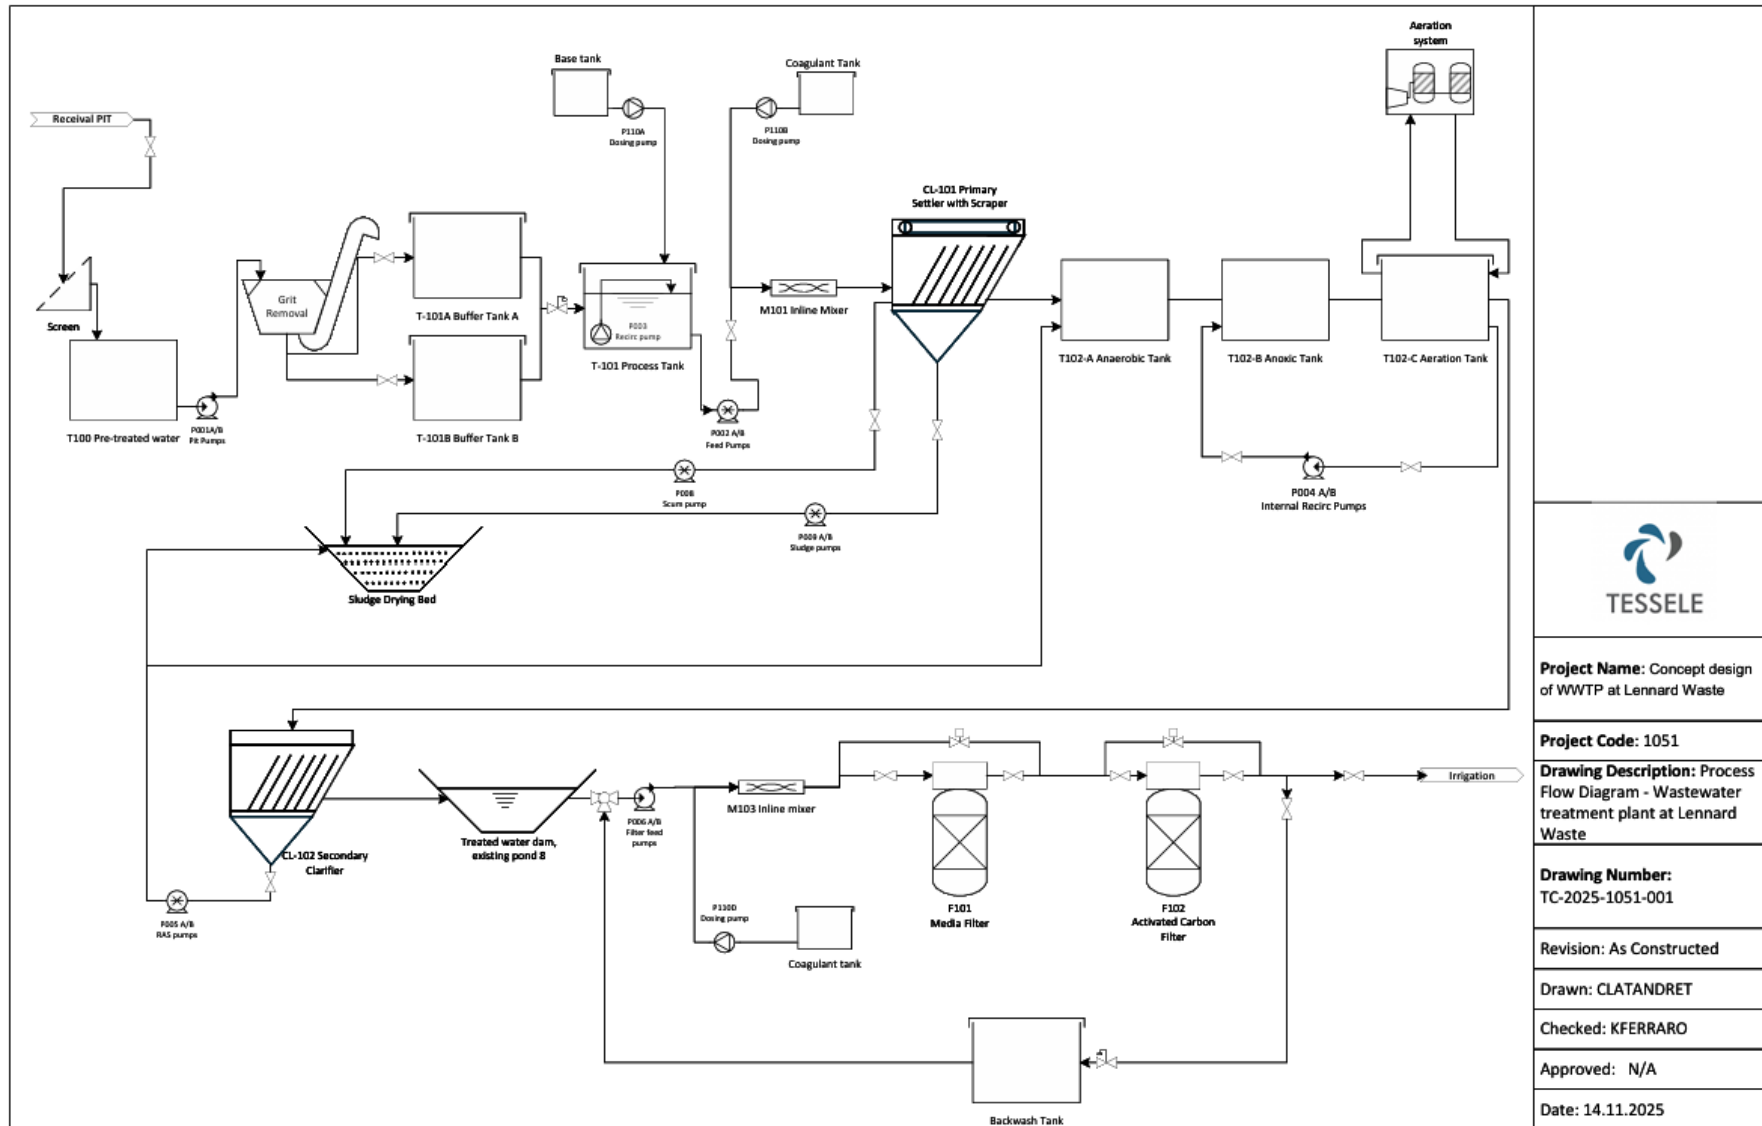 Aeration
system
Base tank
Coagulant Tank
Receival PIT
P110A
Dosing pump
P110B
Dosing pump
CL-101 Primary
Settler with Scraper
Grit
Removal
Screen
T-101A Buffer Tank A
P003
Recirc pump
M101 Inline Mixer
T-101 Process Tank
T102-A Anaerobic Tank
T102-B Anoxic Tank
T102-C Aeration Tank
T100 Pre-treated water
P001A/B
Pit Pumps
T-101B Buffer Tank B
P002 A/B
Feed Pumps
P008
Scum pump
P004 A/B
Internal Recirc Pumps
P009 A/B
Sludge pumps
Sludge Drying Bed
CL-102 Secondary
Clarifier
Treated water dam,
existing pond 8
P006 A/B
Filter feed
pumps
M103 Inline mixer
Irrigation
P005 A/B
RAS pumps
P110D
Dosing pump
Coagulant tank
F101
Media Filter
F102
Activated Carbon
Filter
Backwash Tank
TESSELE
Project Name: Concept design
of WWTP at Lennard Waste
Project Code: 1051
Drawing Description: Process
Flow Diagram - Wastewater
treatment plant at Lennard
Waste
Drawing Number:
TC-2025-1051-001
Revision: As Constructed
Drawn: CLATANDRET
Checked: KFERRARO
Approved: N/A
Date: 14.11.2025